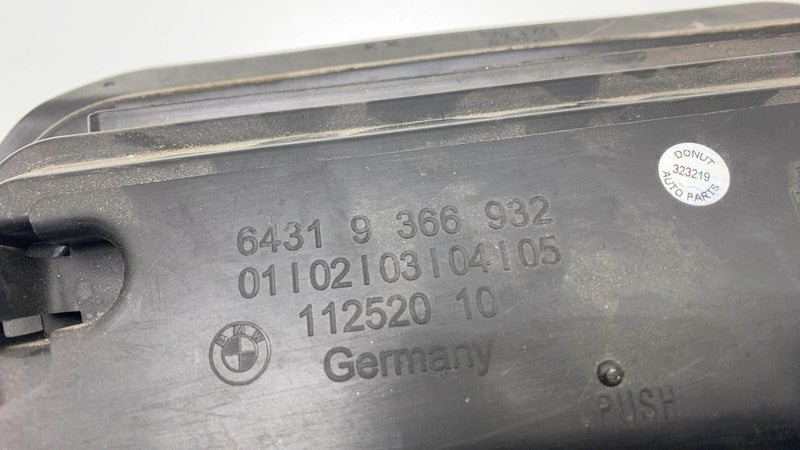 DONUT
323219
AUTO PARTS
6431 9 366 932
01|02|03|04|05
112520 10
BMW
Germany
PUSH